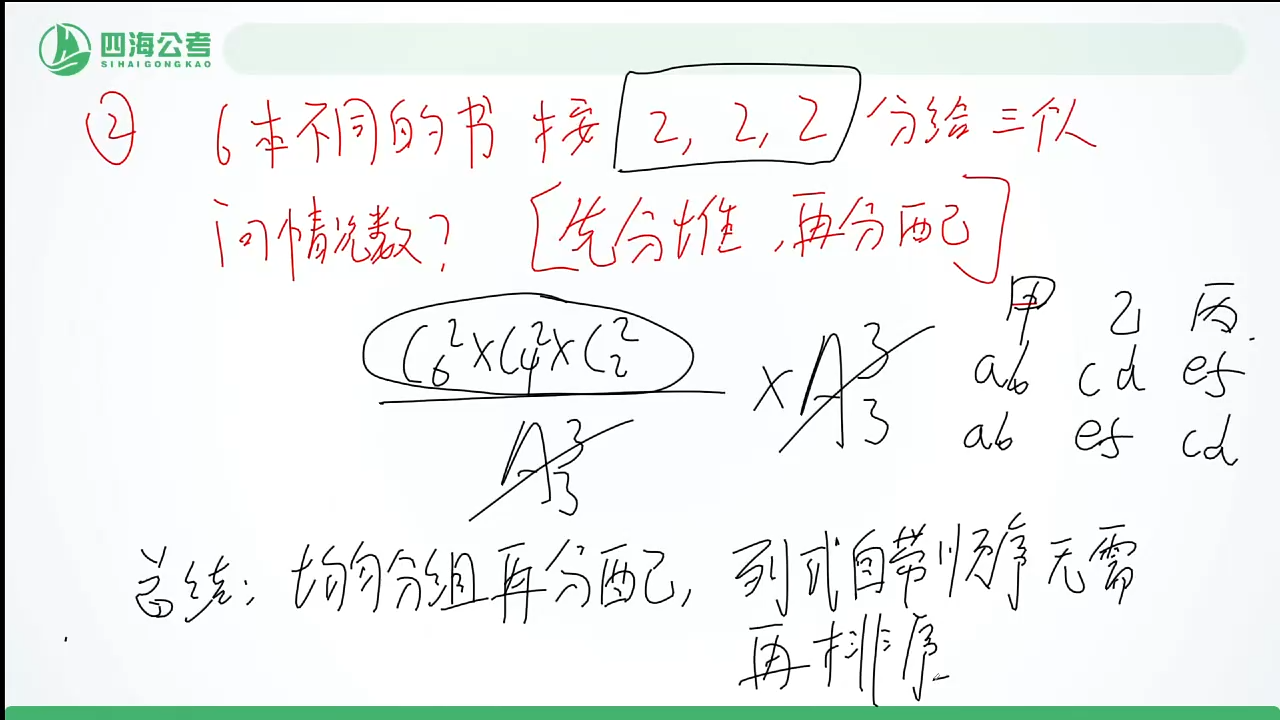 四海公考
SIHAIGONGKAO
② 6本不同的书 按 2, 2, 2 分给三个人
问情况数? [先分堆,再分配]
C₆²×C₄²×C₂² / A₃³ × A₃³
甲 乙 丙
ab cd ef
ab ef cd
总结: 均匀分组再分配, 列式自带顺序无需
再排序